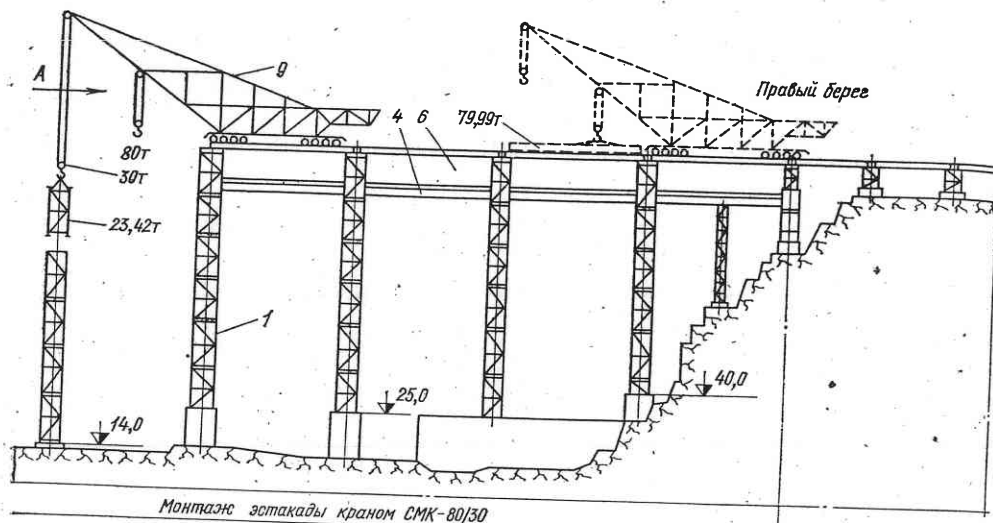 А
9
Правый берег
4
6
79,99т
80т
30т
23,42т
1
25,0
40,0
14,0
Монтаж эстакады краном СМК-80/30